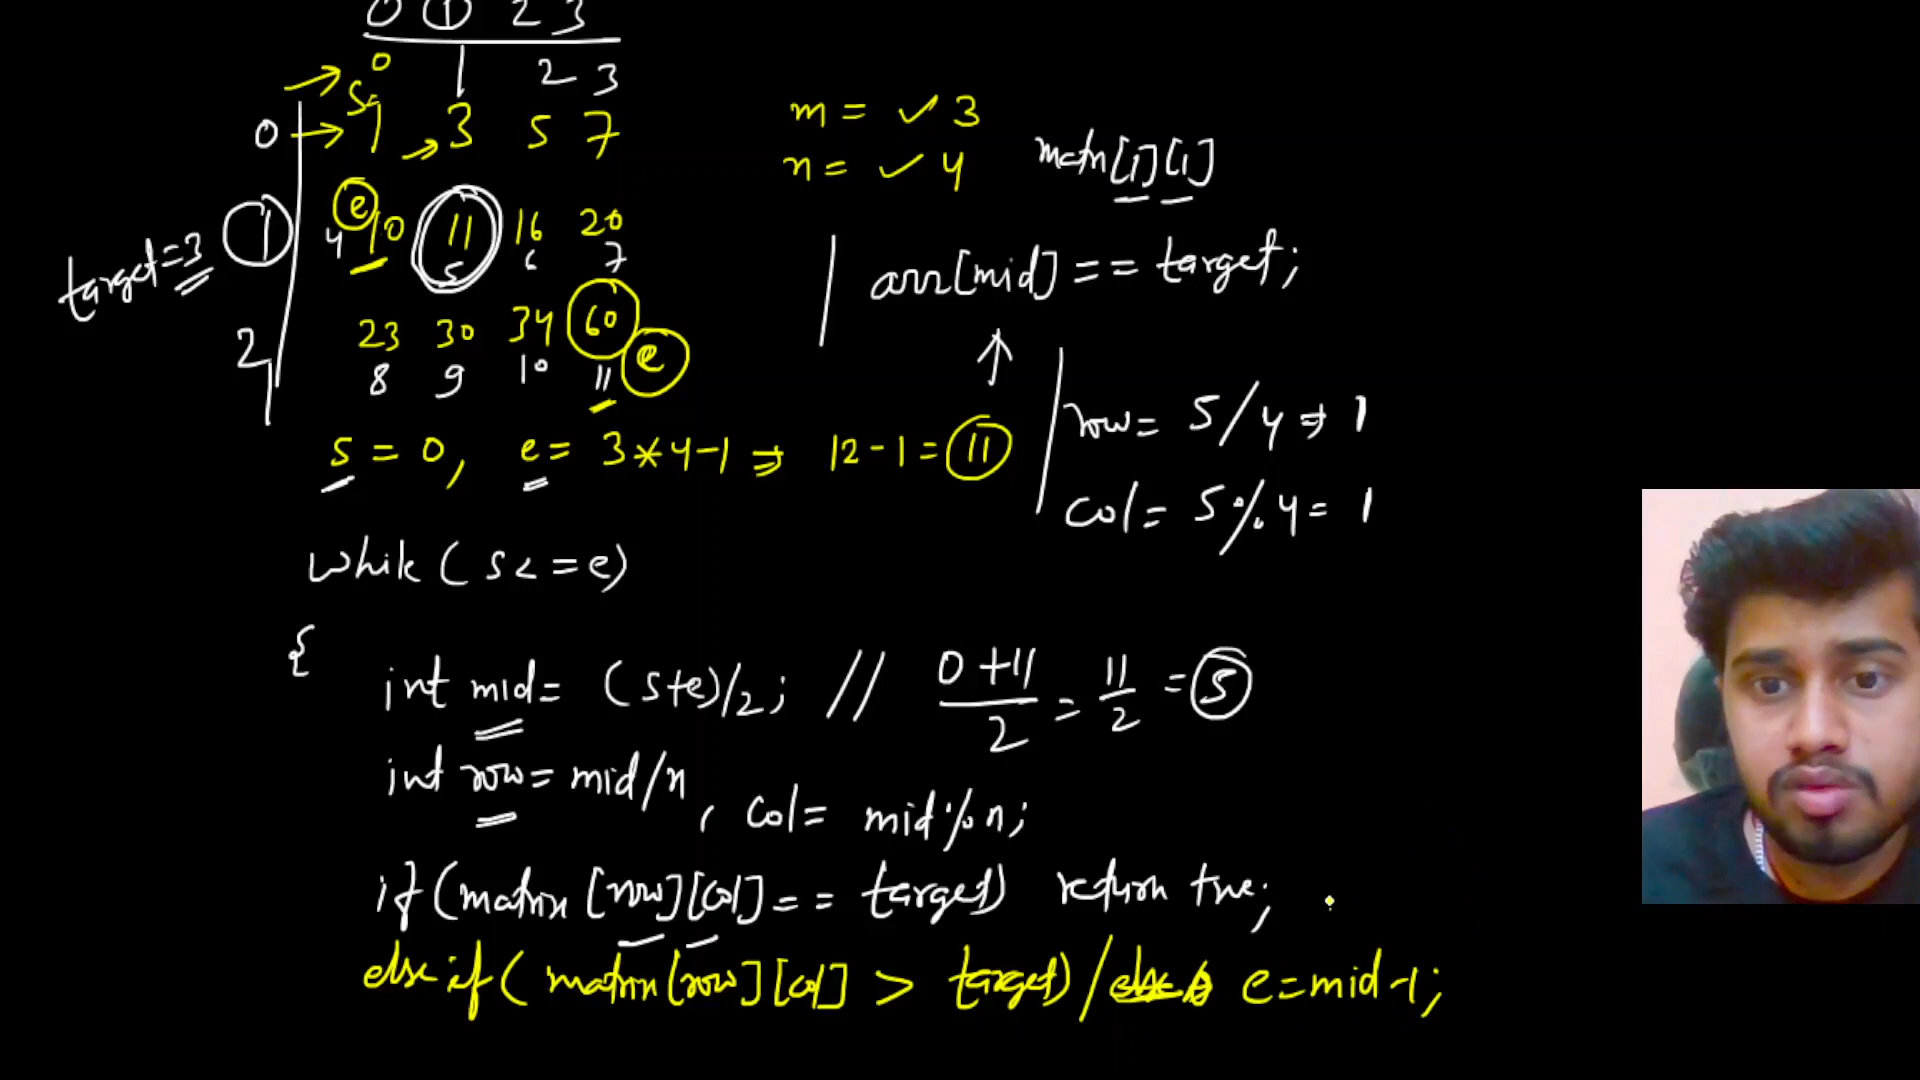 0 1 2 3
0 1 2 3
s
0 1 3 5 7
m = ✓ 3
n = ✓ 4
matn[1][1]
e
target=3
1 10 11 16 20
4 5 6 7
arr[mid] == target;
2 23 30 34 60
e
8 9 10 11
row = 5/4 ⇒ 1
s = 0, e = 3*4-1 ⇒ 12-1 = 11
col = 5%4 = 1
while (s<=e)
{
int mid = (s+e)/2; // 0+11/2 = 11/2 = 5
int row = mid/n, col = mid%n;
if (matrix[row][col] == target) return true;
else if (matrix[row][col] > target) e=mid-1;